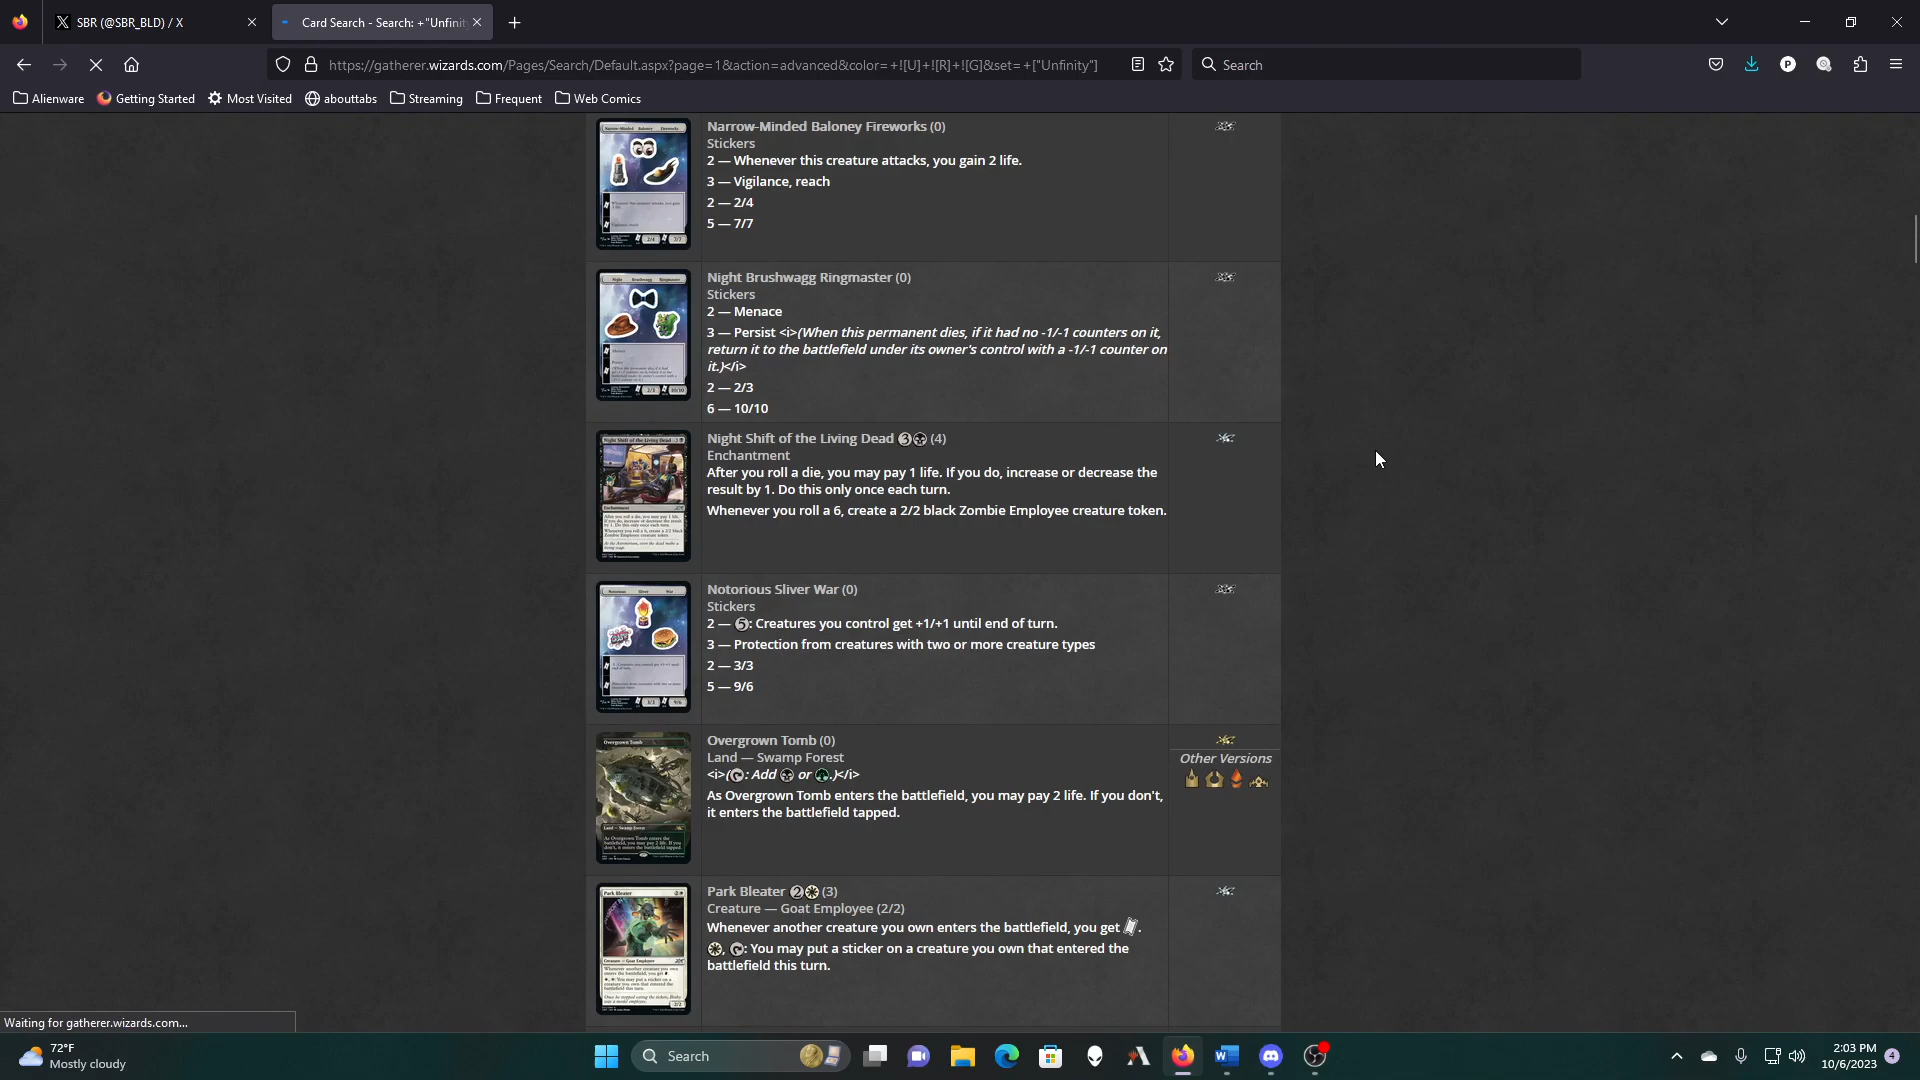 SBR (@SBR_BLD) / X
Card Search - Search: +"Unfinity
https://gatherer.wizards.com/Pages/Search/Default.aspx?page=1&action=advanced&color=+![U]+![R]+![G]&set=+["Unfinity"]
Search
Alienware
Getting Started
Most Visited
abouttabs
Streaming
Frequent
Web Comics
Narrow-Minded Baloney Fireworks (0)
Stickers
2 — Whenever this creature attacks, you gain 2 life.
3 — Vigilance, reach
2 — 2/4
5 — 7/7
Night Brushwagg Ringmaster (0)
Stickers
2 — Menace
3 — Persist <i>(When this permanent dies, if it had no -1/-1 counters on it,
return it to the battlefield under its owner's control with a -1/-1 counter on
it.)</i>
2 — 2/3
6 — 10/10
Night Shift of the Living Dead 3 (4)
Enchantment
After you roll a die, you may pay 1 life. If you do, increase or decrease the
result by 1. Do this only once each turn.
Whenever you roll a 6, create a 2/2 black Zombie Employee creature token.
Notorious Sliver War (0)
Stickers
2 — 5: Creatures you control get +1/+1 until end of turn.
3 — Protection from creatures with two or more creature types
2 — 3/3
5 — 9/6
Overgrown Tomb (0)
Land — Swamp Forest
<i>(: Add or .)</i>
As Overgrown Tomb enters the battlefield, you may pay 2 life. If you don't,
it enters the battlefield tapped.
Other Versions
Park Bleater 2 (3)
Creature — Goat Employee (2/2)
Whenever another creature you own enters the battlefield, you get .
, : You may put a sticker on a creature you own that entered the
battlefield this turn.
Waiting for gatherer.wizards.com...
72°F
Mostly cloudy
Search
2:03 PM
10/6/2023
4